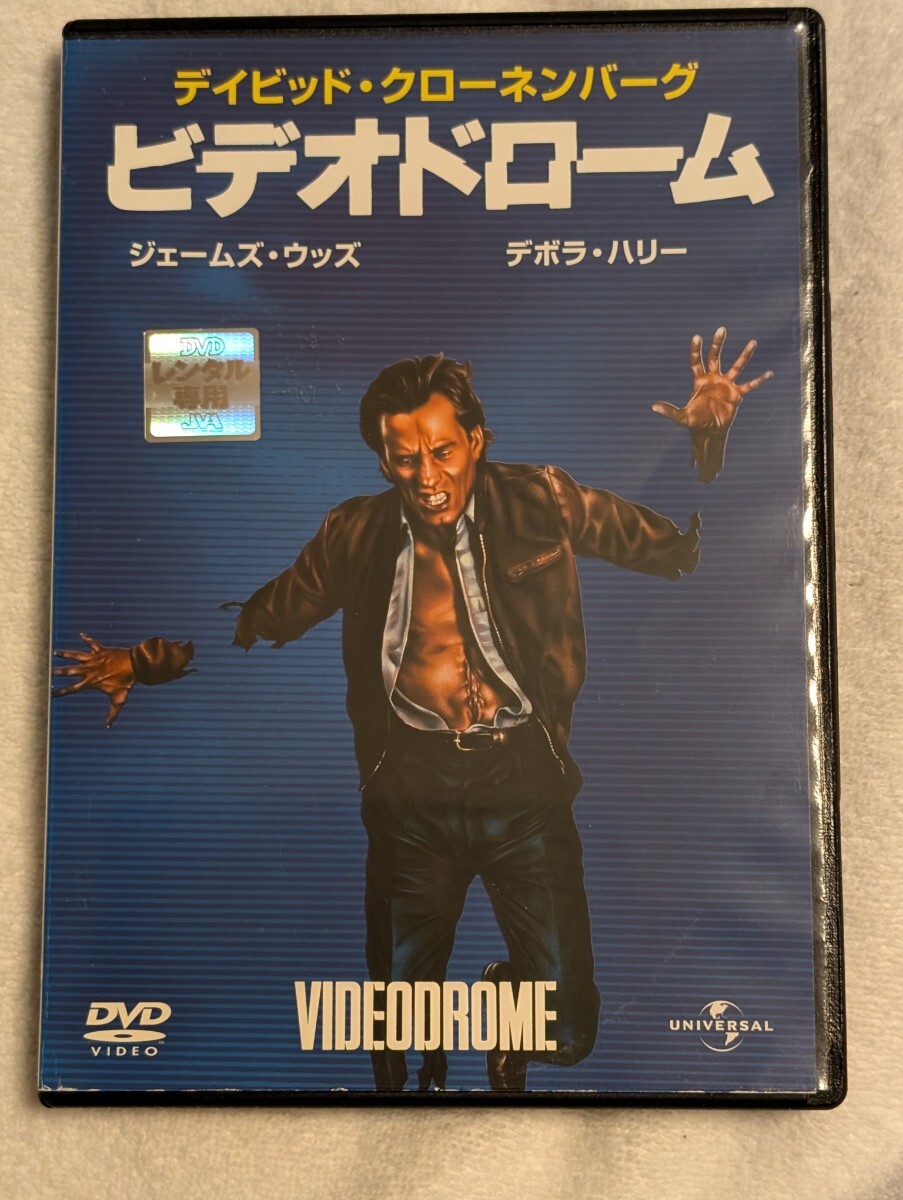 デイビッド・クローネンバーグ
ビデオドローム
ジェームズ・ウッズ
デボラ・ハリー
DVD
レンタル
専用
JVA
VIDEODROME
DVD
VIDEO
UNIVERSAL